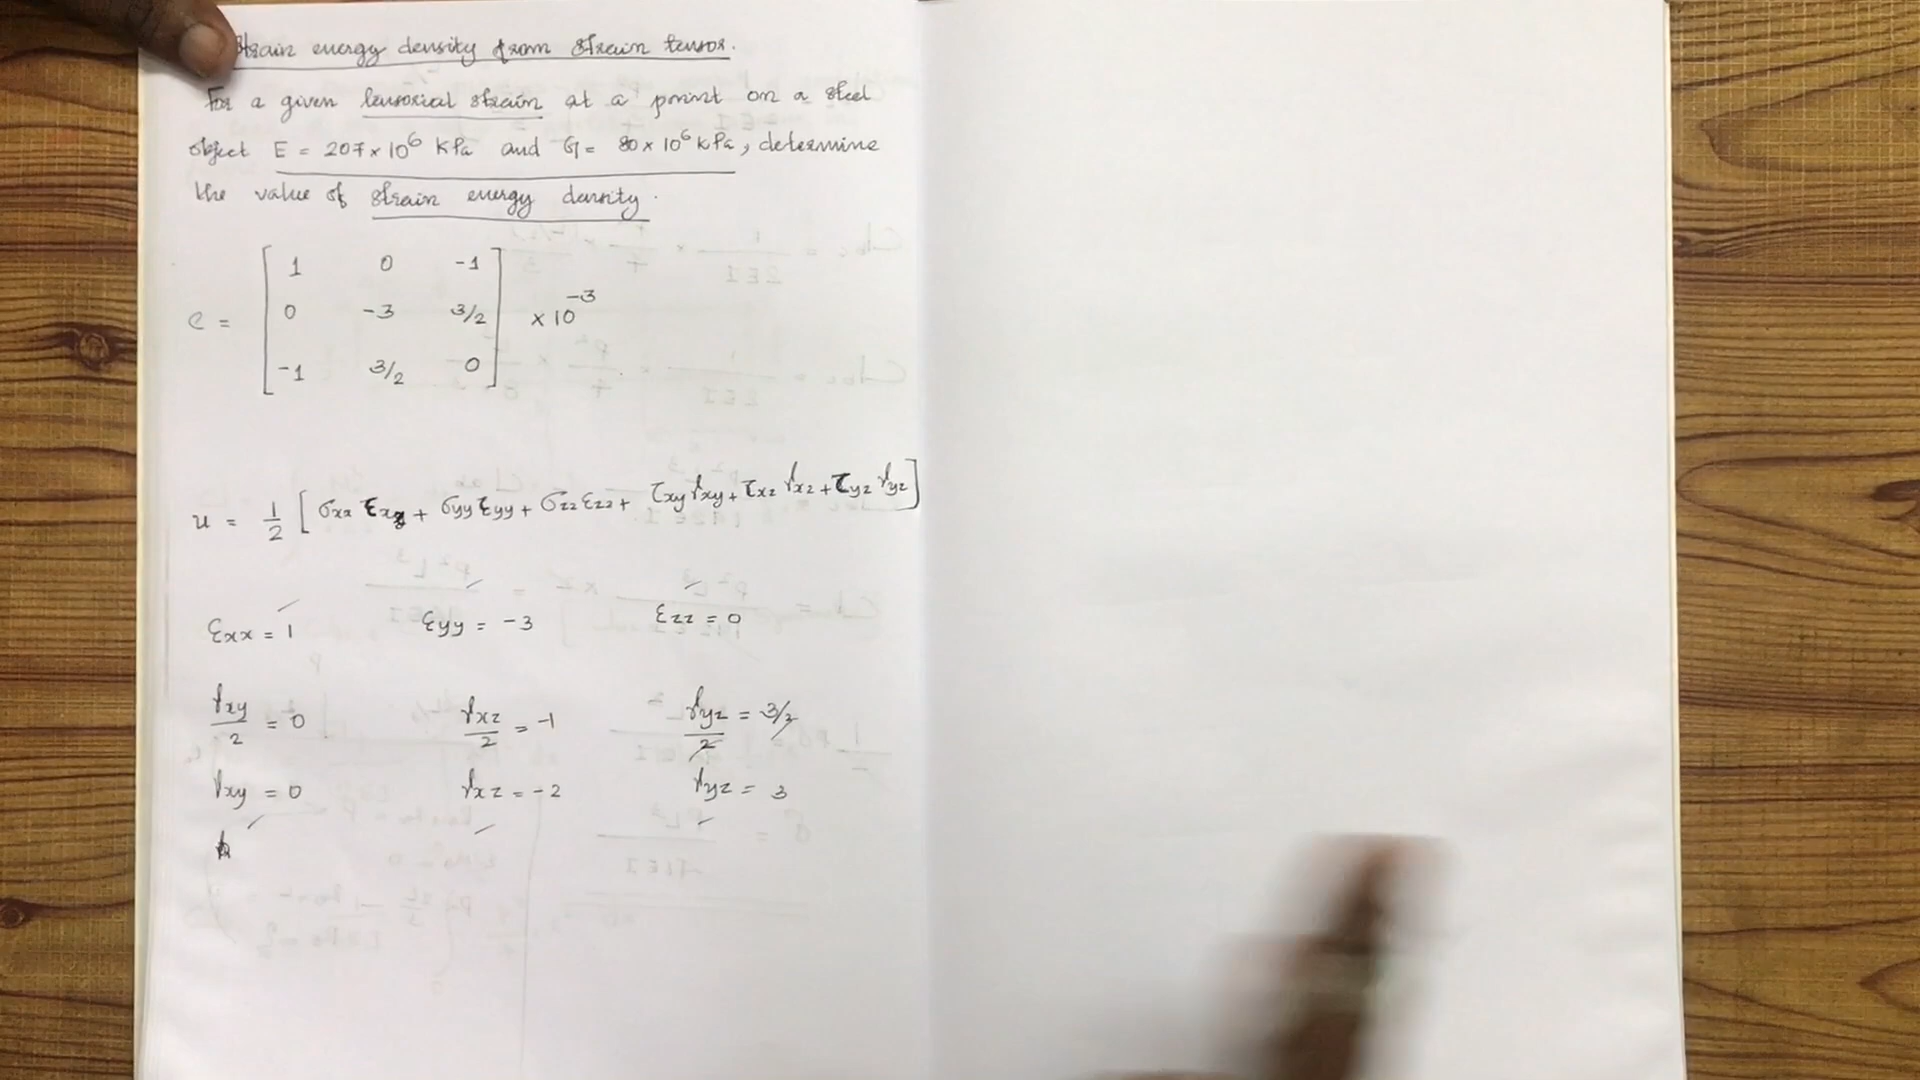 Strain energy density from strain tensor.
For a given tensorial strain at a point on a steel
object E = 207×10⁶ kPa and G = 80×10⁶ kPa, determine
the value of strain energy density.
1 0 -1
e = 0 -3 3/2 ×10⁻³
-1 3/2 0
u = 1/2 [σxx εxx + σyy εyy + σzz εzz + τxy γxy + τxz γxz + τyz γyz]
εxx = 1 εyy = -3 εzz = 0
γxy/2 = 0 γxz/2 = -1 γyz/2 = 3/2
γxy = 0 γxz = -2 γyz = 3